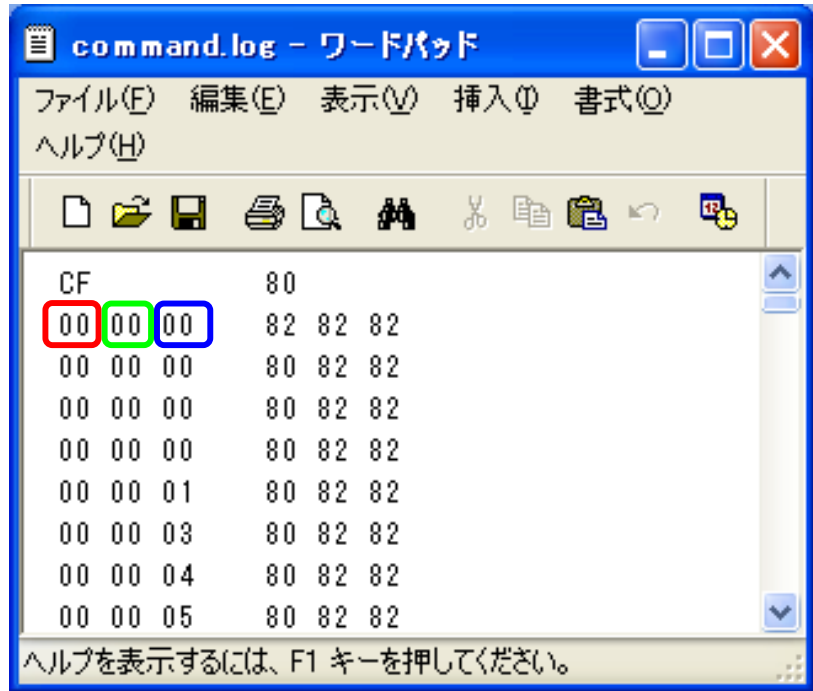 command.log - ワードパッド
ファイル(F) 編集(E) 表示(V) 挿入(I) 書式(O)
ヘルプ(H)
12
CF 80
00 00 00 82 82 82
00 00 00 80 82 82
00 00 00 80 82 82
00 00 00 80 82 82
00 00 01 80 82 82
00 00 03 80 82 82
00 00 04 80 82 82
00 00 05 80 82 82
ヘルプを表示するには、F1 キーを押してください。